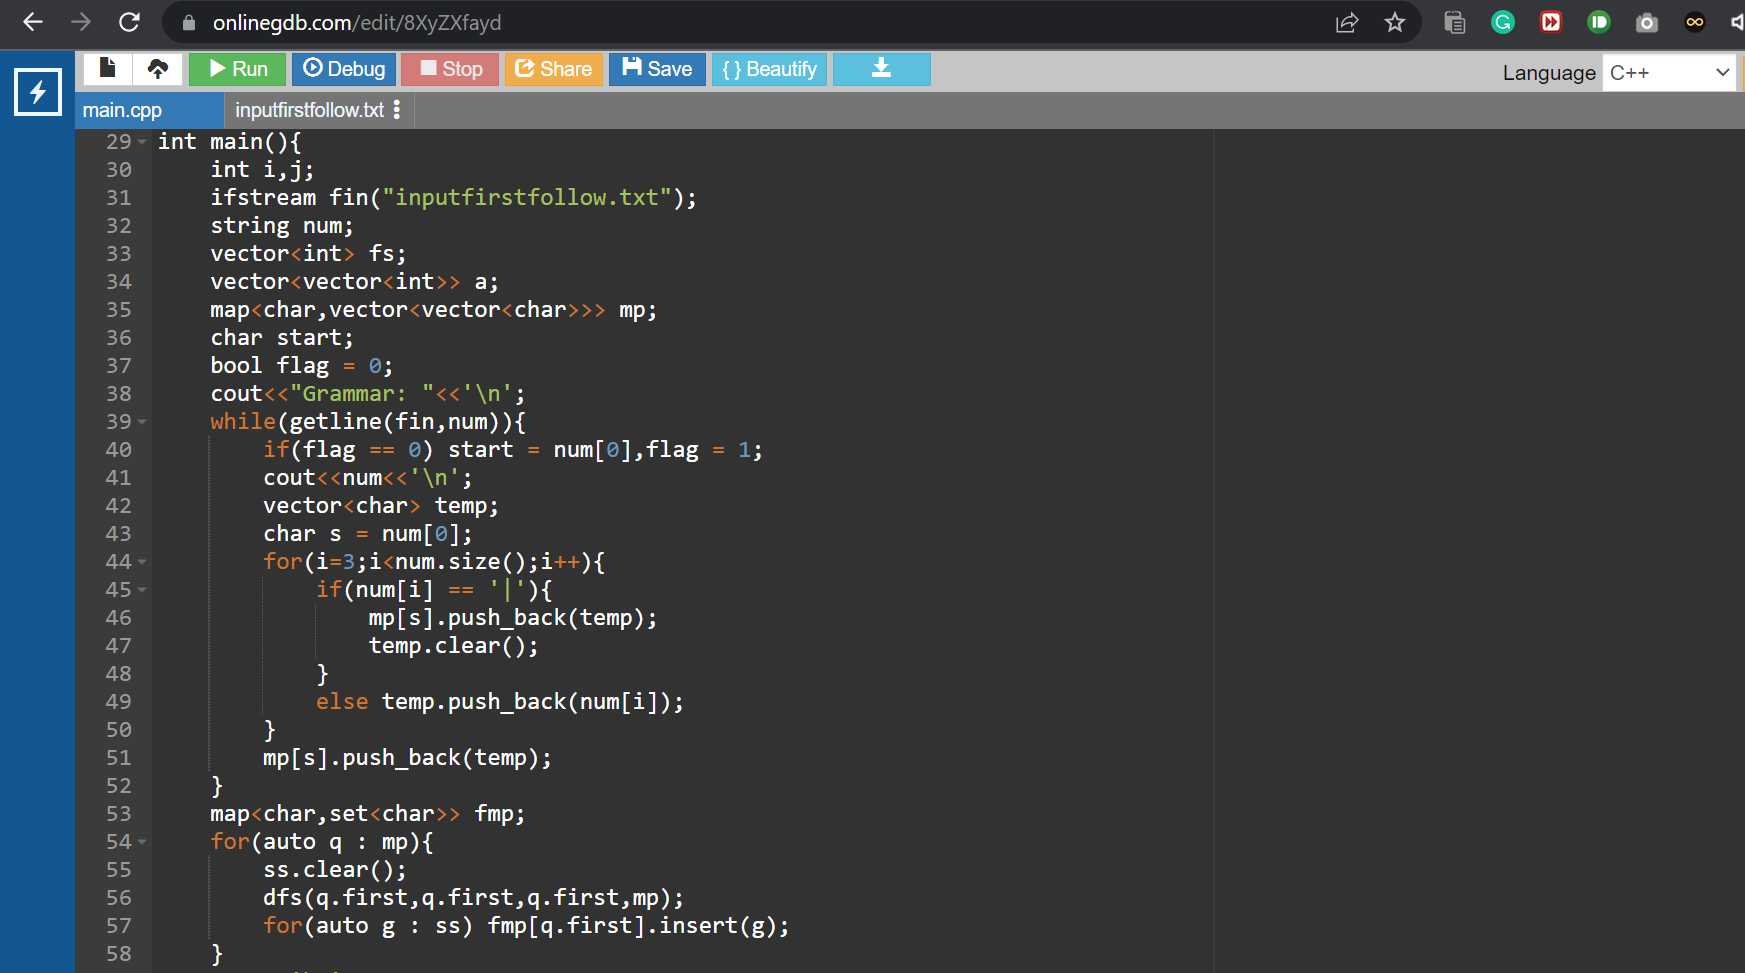 onlinegdb.com/edit/8XyZXfayd
Run Debug Stop Share Save { } Beautify
Language C++
main.cpp inputfirstfollow.txt
29 int main(){
30 int i,j;
31 ifstream fin("inputfirstfollow.txt");
32 string num;
33 vector<int> fs;
34 vector<vector<int>> a;
35 map<char,vector<vector<char>>> mp;
36 char start;
37 bool flag = 0;
38 cout<<"Grammar: "<<'\n';
39 while(getline(fin,num)){
40 if(flag == 0) start = num[0],flag = 1;
41 cout<<num<<'\n';
42 vector<char> temp;
43 char s = num[0];
44 for(i=3;i<num.size();i++){
45 if(num[i] == '|'){
46 mp[s].push_back(temp);
47 temp.clear();
48 }
49 else temp.push_back(num[i]);
50 }
51 mp[s].push_back(temp);
52 }
53 map<char,set<char>> fmp;
54 for(auto q : mp){
55 ss.clear();
56 dfs(q.first,q.first,q.first,mp);
57 for(auto g : ss) fmp[q.first].insert(g);
58 }